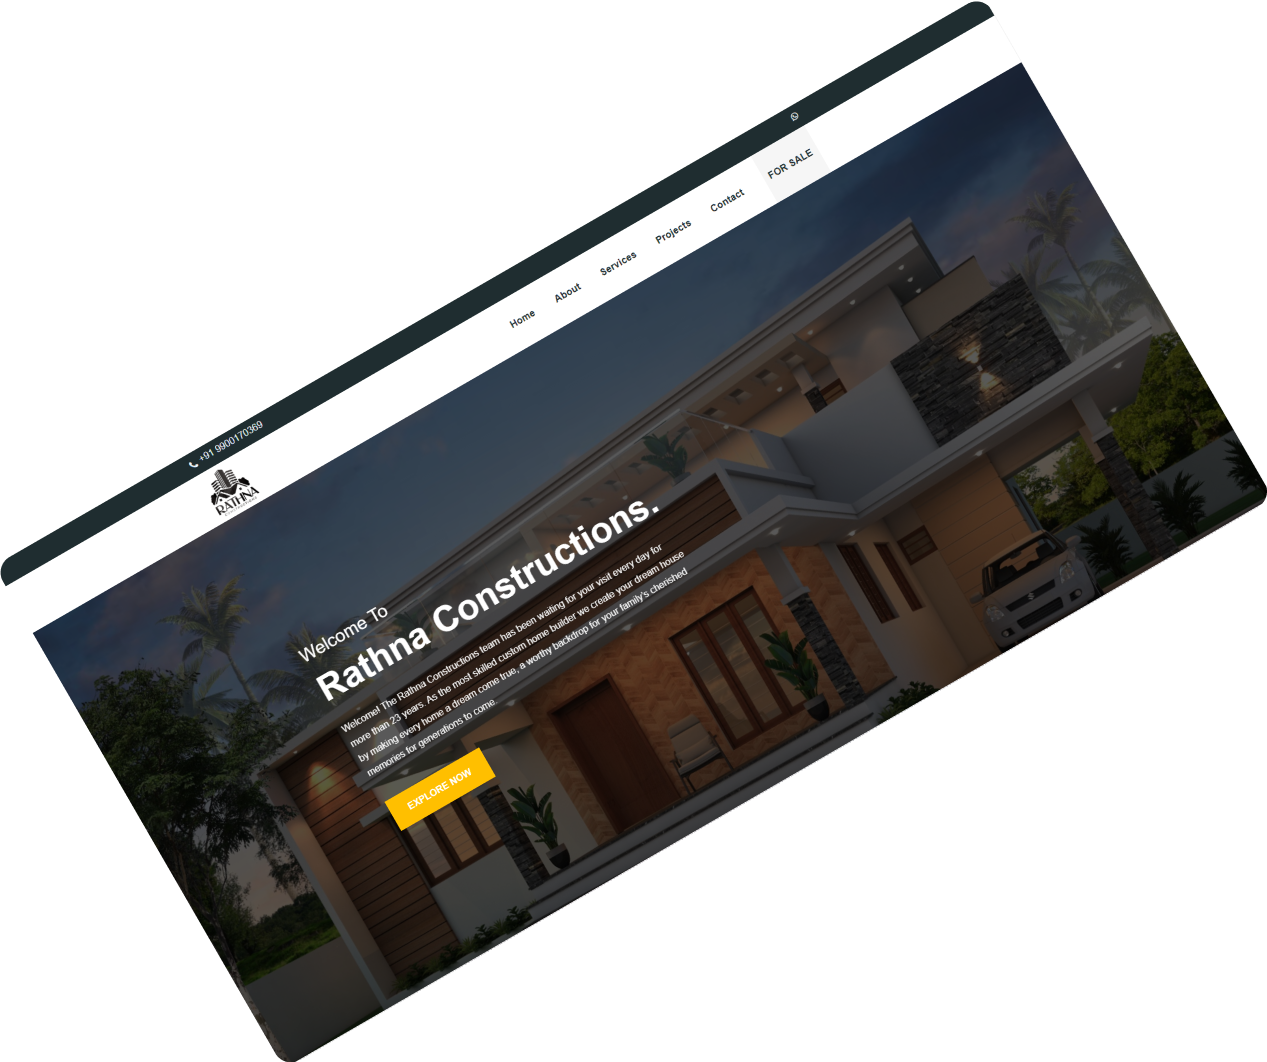 +91 9900170369
RATHNA
Home About Services Projects Contact FOR SALE
Welcome To
Rathna Constructions.
Welcome! The Rathna Constructions team has been waiting for your visit every day for
more than 23 years. As the most skilled custom home builder we create your dream house
by making every home a dream come true, a worthy backdrop for your family's cherished
memories for generations to come
EXPLORE NOW